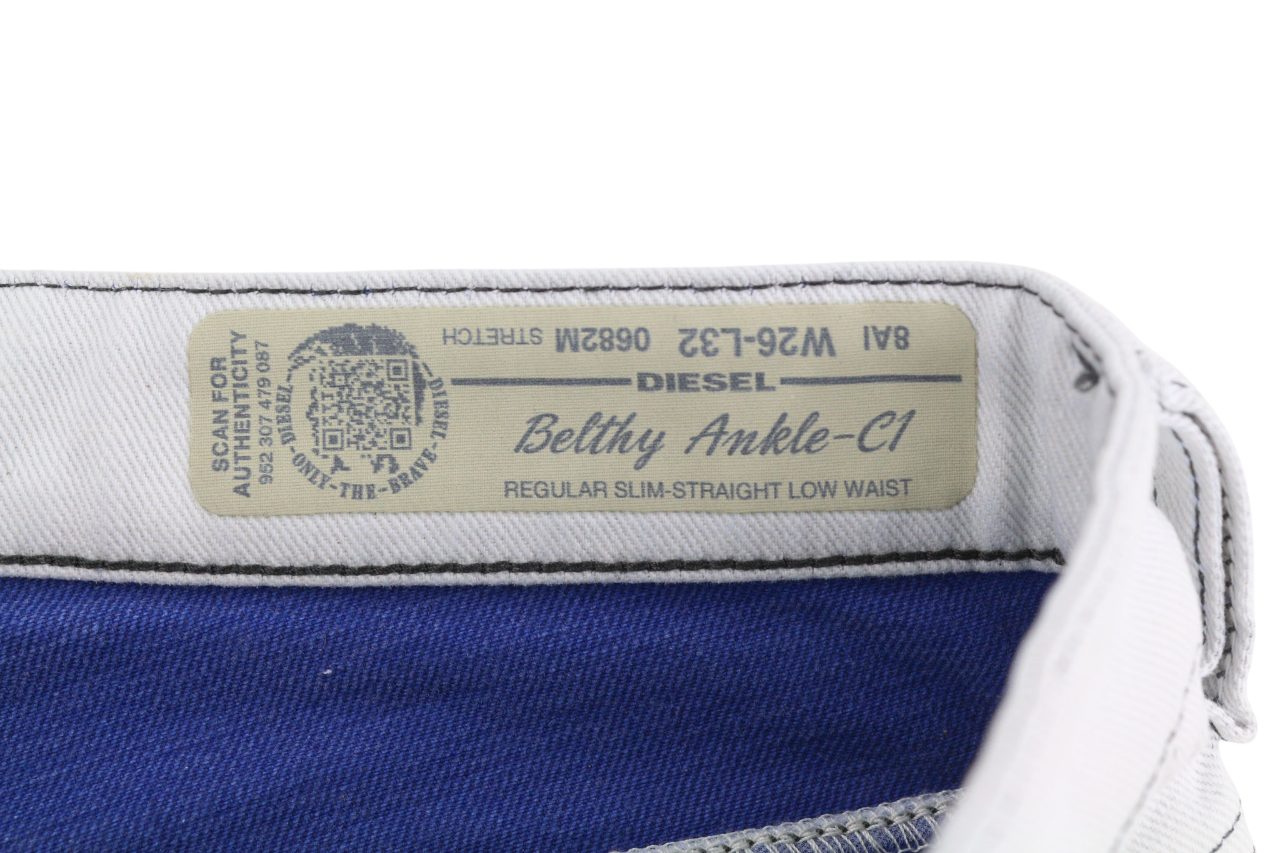 SCAN FOR
AUTHENTICITY
952 307 479 087
DIESEL
DIESEL-ONLY-THE-BRAVE-
8AI W26-L32 0682M STRETCH
DIESEL
Belthy Ankle-C1
REGULAR SLIM-STRAIGHT LOW WAIST